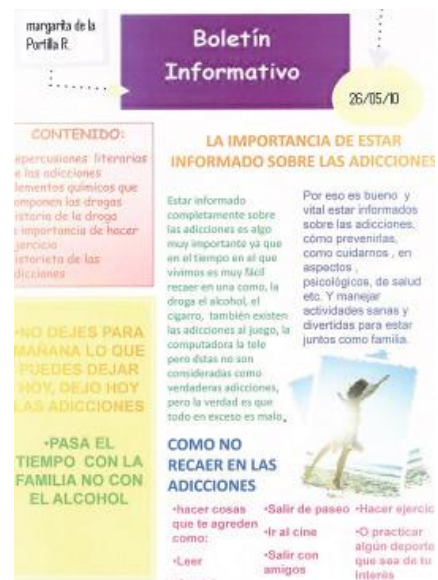 margarita de la
Portilla R.
Boletín
Informativo
26/05/10
CONTENIDO:
epercusiones literarias
e las adicciones
lementos químicos que
omponen las drogas
istoria de la droga
importancia de hacer
jercicio
istorieta de las
dicciones
•NO DEJES PARA
MAÑANA LO QUE
PUEDES DEJAR
HOY, DEJO HOY
LAS ADICCIONES
•PASA EL
TIEMPO CON LA
FAMILIA NO CON
EL ALCOHOL
LA IMPORTANCIA DE ESTAR
INFORMADO SOBRE LAS ADICCIONES
Estar informado
completamente sobre
las adicciones es algo
muy importante ya que
en el tiempo en el que
vivimos es muy fácil
recaer en una como, la
droga el alcohol, el
cigarro, también existen
las adicciones al juego, la
computadora la tele
pero éstas no son
consideradas como
verdaderas adicciones,
pero la verdad es que
todo en exceso es malo.
Por eso es bueno y
vital estar informados
sobre las adicciones,
cómo prevenirlas,
como cuidarnos , en
aspectos ,
psicológicos, de salud
etc. Y manejar
actividades sanas y
divertidas para estar
juntos como familia.
COMO NO
RECAER EN LAS
ADICCIONES
•hacer cosas
que te agreden
como:
•Leer
•Salir de paseo
•Ir al cine
•Salir con
amigos
•Hacer ejercic
•O practicar
algún deporte
que sea de tu
interés